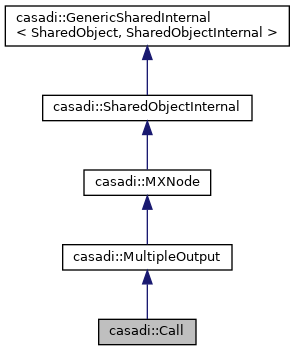 casadi::GenericSharedInternal
< SharedObject, SharedObjectInternal >
casadi::SharedObjectInternal
casadi::MXNode
casadi::MultipleOutput
casadi::Call